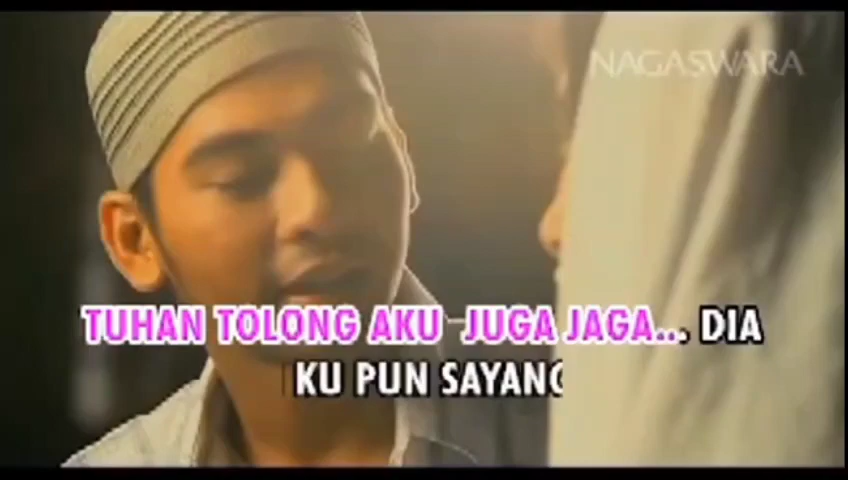 NAGASWARA
TUHAN TOLONG AKU JUGA JAGA... DIA
KU PUN SAYANG